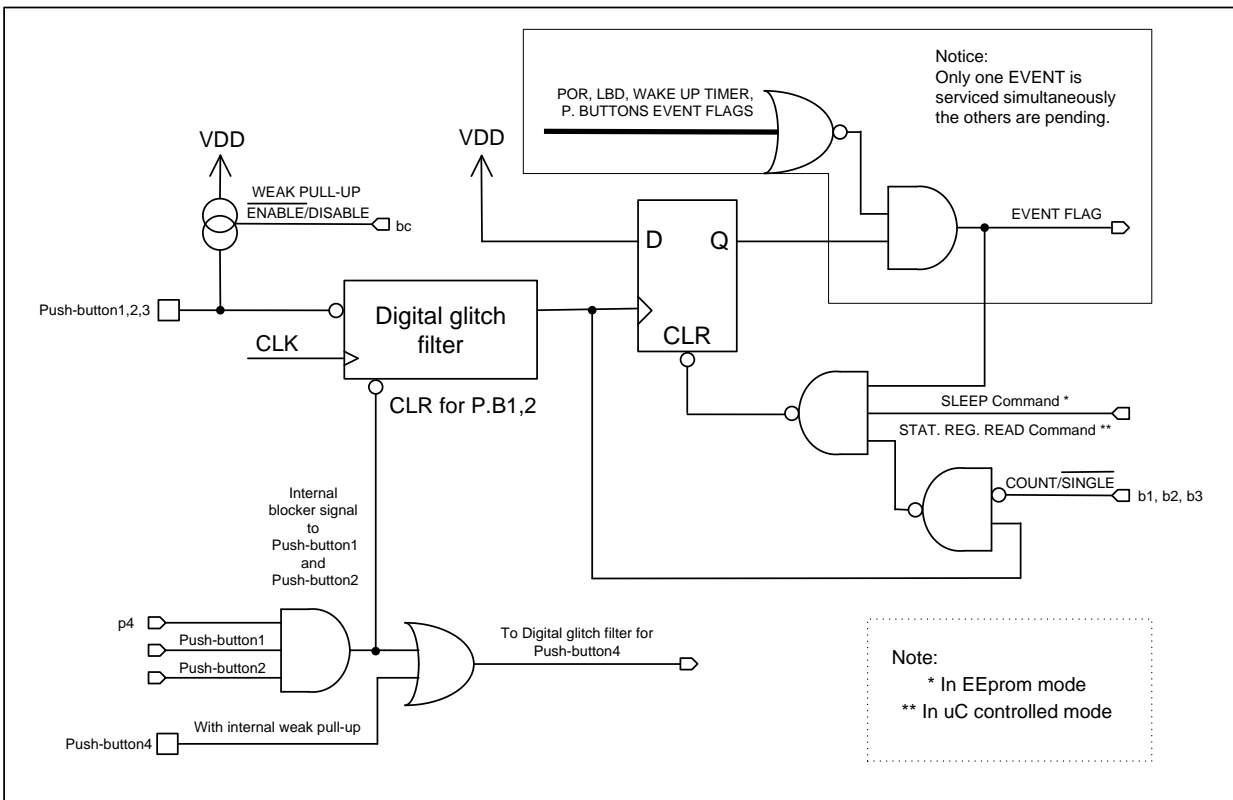 POR, LBD, WAKE UP TIMER,
P. BUTTONS EVENT FLAGS
Notice:
Only one EVENT is
serviced simultaneously
the others are pending.
VDD
VDD
WEAK PULL-UP
ENABLE/DISABLE
bc
D
Q
EVENT FLAG
Push-button1,2,3
Digital glitch
filter
CLK
CLR
CLR for P.B1,2
SLEEP Command *
STAT. REG. READ Command **
COUNT/SINGLE
b1, b2, b3
Internal
blocker signal
to
Push-button1
and
Push-button2
p4
Push-button1
Push-button2
To Digital glitch filter for
Push-button4
With internal weak pull-up
Push-button4
Note:
* In EEprom mode
** In uC controlled mode